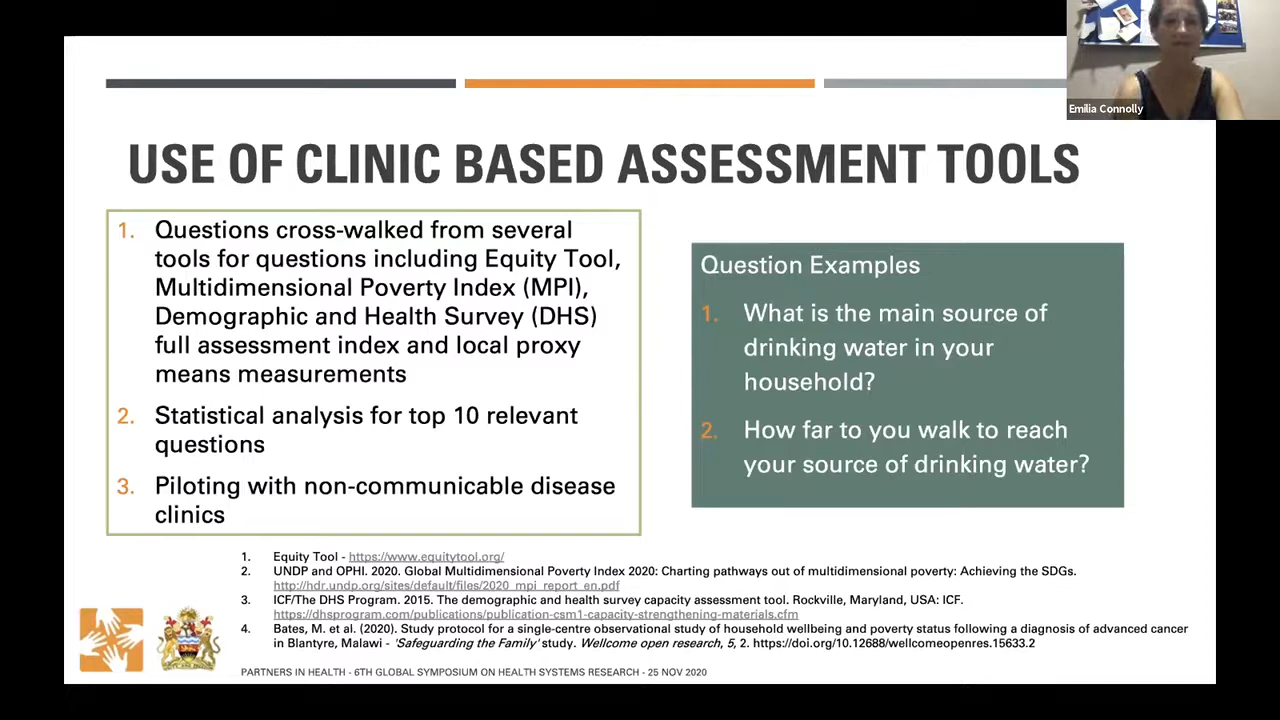 Emilia Connolly
USE OF CLINIC BASED ASSESSMENT TOOLS
1. Questions cross-walked from several
tools for questions including Equity Tool,
Multidimensional Poverty Index (MPI),
Demographic and Health Survey (DHS)
full assessment index and local proxy
means measurements
2. Statistical analysis for top 10 relevant
questions
3. Piloting with non-communicable disease
clinics
Question Examples
1. What is the main source of
drinking water in your
household?
2. How far to you walk to reach
your source of drinking water?
1. Equity Tool - https://www.equitytool.org/
2. UNDP and OPHI. 2020. Global Multidimensional Poverty Index 2020: Charting pathways out of multidimensional poverty: Achieving the SDGs.
http://hdr.undp.org/sites/default/files/2020_mpi_report_en.pdf
3. ICF/The DHS Program. 2015. The demographic and health survey capacity assessment tool. Rockville, Maryland, USA: ICF.
https://dhsprogram.com/publications/publication-csm1-capacity-strengthening-materials.cfm
4. Bates, M. et al. (2020). Study protocol for a single-centre observational study of household wellbeing and poverty status following a diagnosis of advanced cancer
in Blantyre, Malawi - 'Safeguarding the Family' study. Wellcome open research, 5, 2. https://doi.org/10.12688/wellcomeopenres.15633.2
PARTNERS IN HEALTH - 6TH GLOBAL SYMPOSIUM ON HEALTH SYSTEMS RESEARCH - 25 NOV 2020